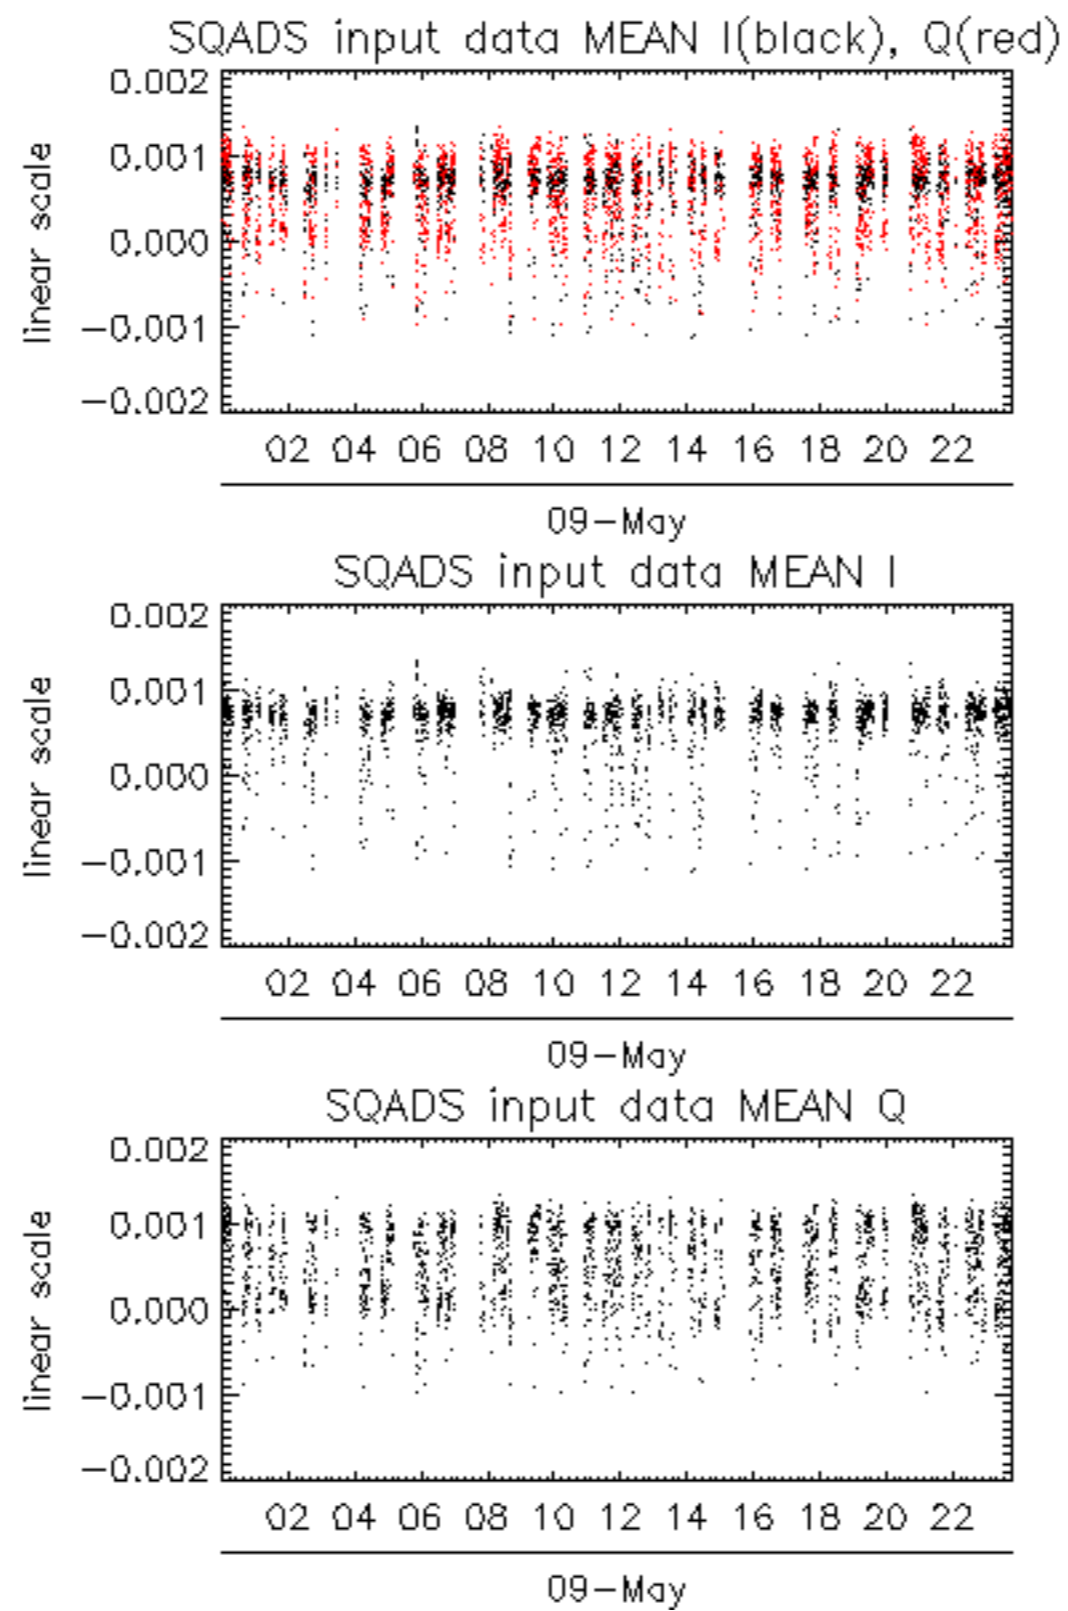 SQADS input data MEAN I(black), Q(red)
linear scale
0.002
0.001
0.000
-0.001
-0.002
02 04 06 08 10 12 14 16 18 20 22
09-May
SQADS input data MEAN I
linear scale
0.002
0.001
0.000
-0.001
-0.002
02 04 06 08 10 12 14 16 18 20 22
09-May
SQADS input data MEAN Q
linear scale
0.002
0.001
0.000
-0.001
-0.002
02 04 06 08 10 12 14 16 18 20 22
09-May